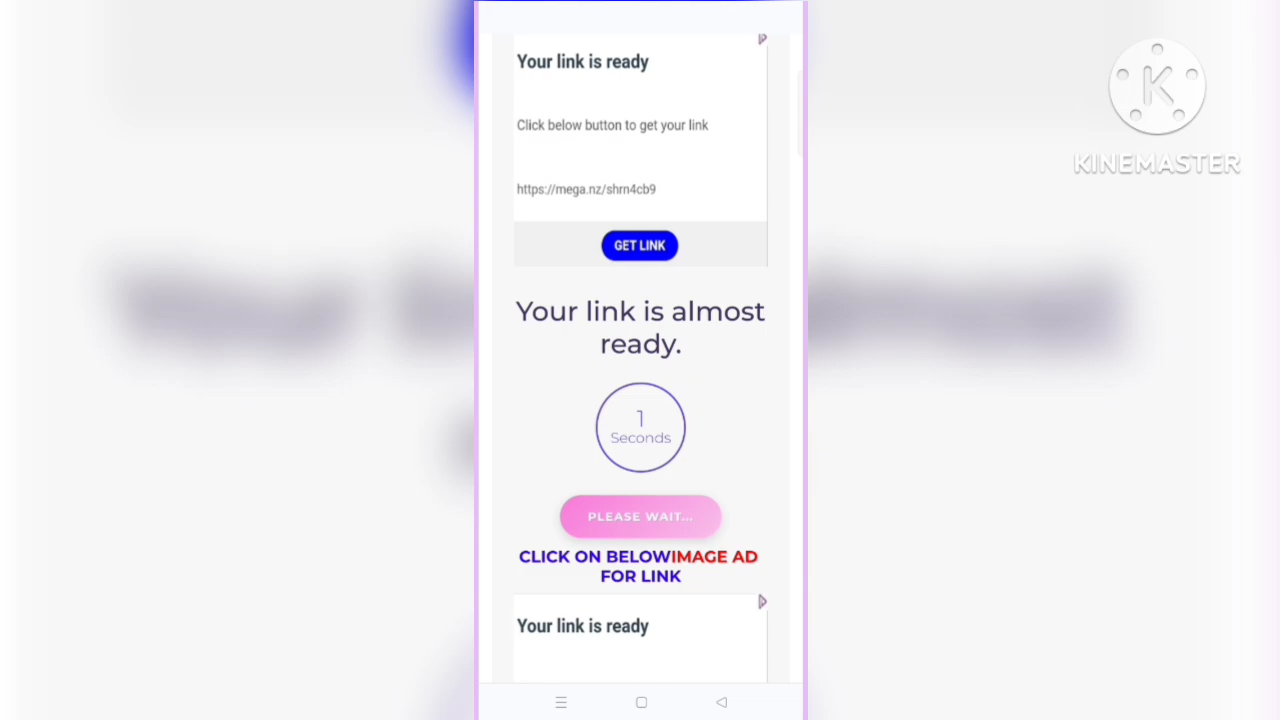 Your link is ready
Click below button to get your link
https://mega.nz/shrn4cb9
GET LINK
Your link is almost
ready.
1
Seconds
PLEASE WAIT...
CLICK ON BELOWIMAGE AD
FOR LINK
Your link is ready
K
KINEMASTER